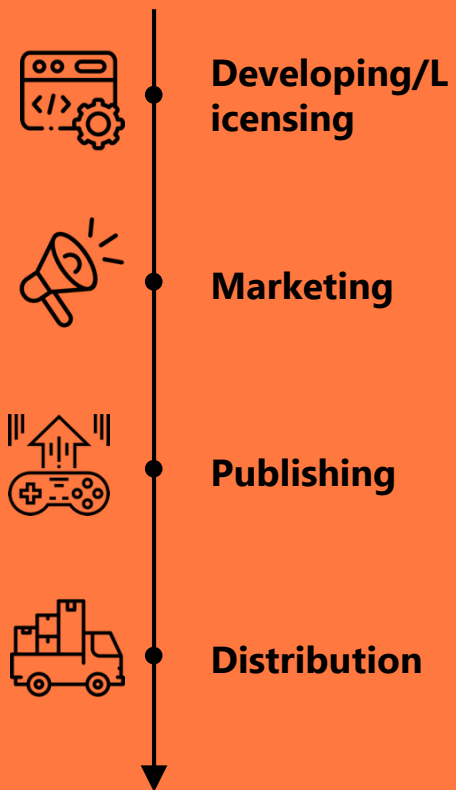 Developing/L
icensing
Marketing
Publishing
Distribution